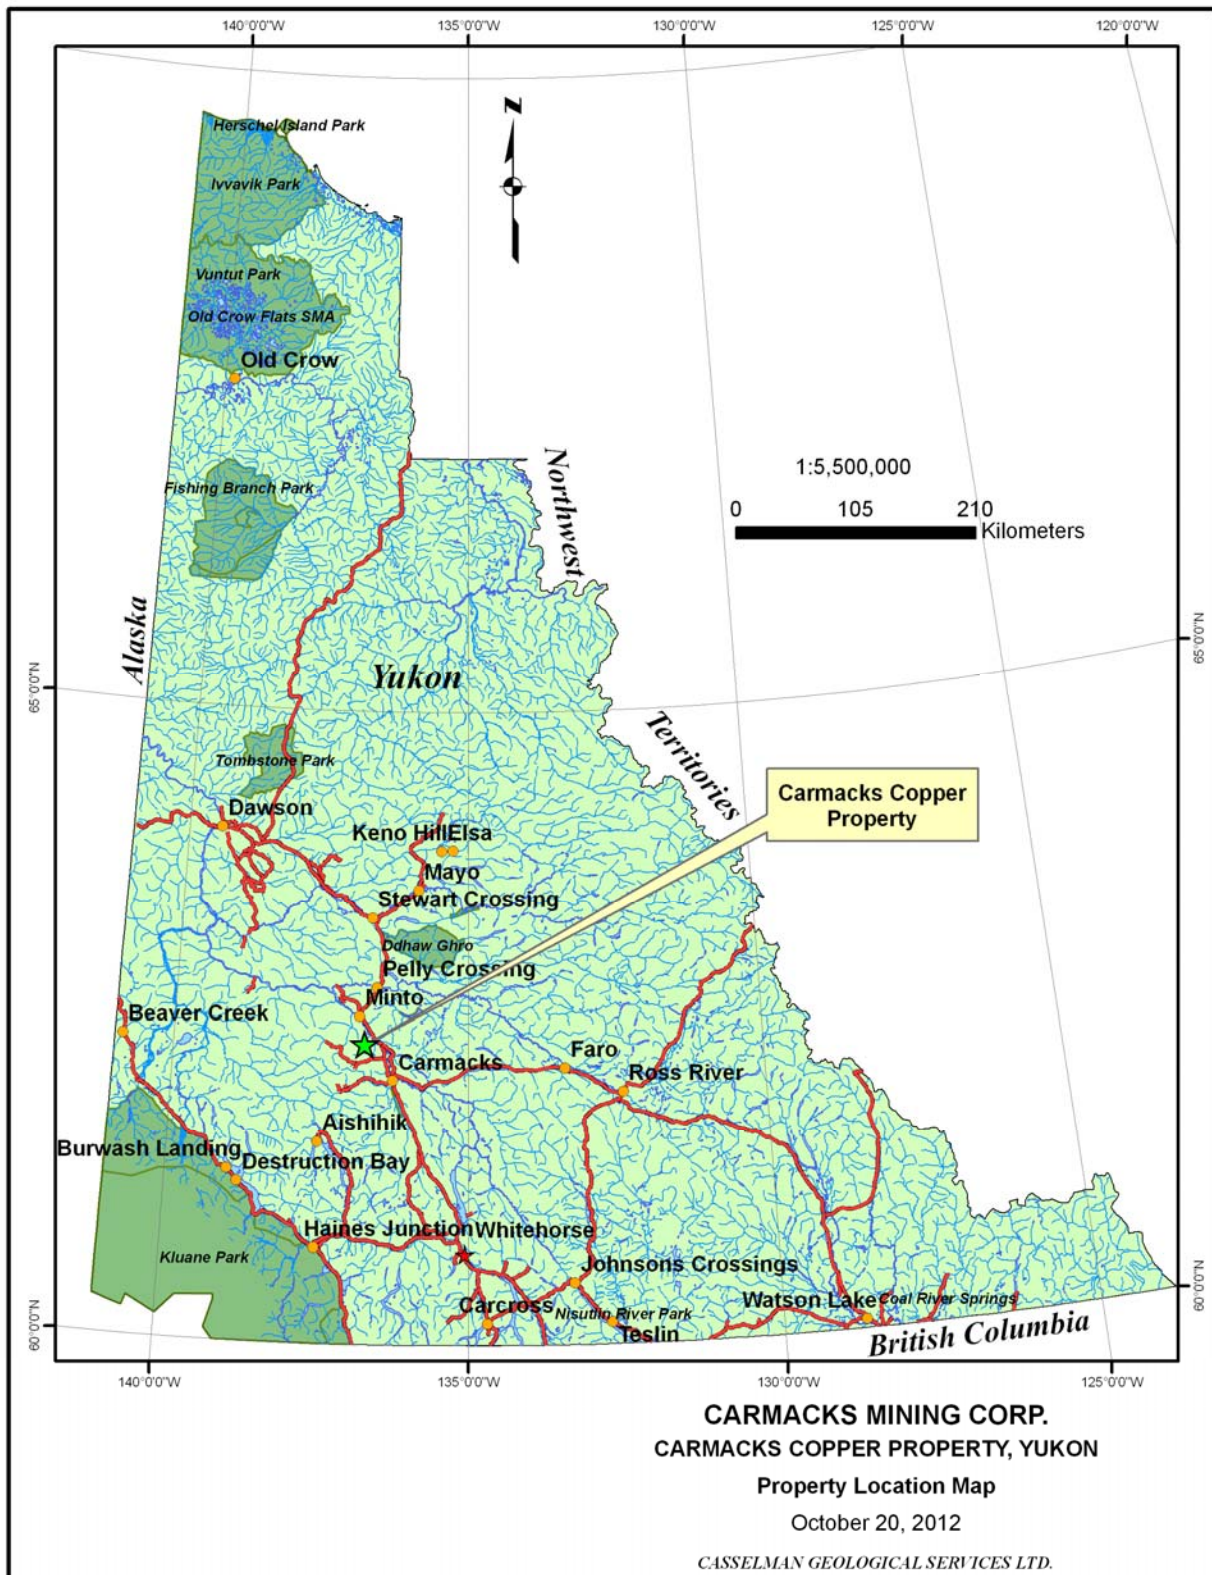 140°0'0"W
135°0'0"W
130°0'0"W
125°0'0"W
120°0'0"W
Herschel Island Park
Ivvavik Park
N
Vuntut Park
Old Crow Flats SMA
Old Crow
Northwest
Territories
1:5,500,000
0
105
210
Kilometers
Fishing Branch Park
Alaska
Yukon
65°0'0"N
65°0'0"N
Tombstone Park
Carmacks Copper
Property
Dawson
Keno Hill
Elsa
Mayo
Stewart Crossing
Ddhaw Ghro
Pelly Crossing
Minto
Beaver Creek
Carmacks
Faro
Ross River
Aishihik
Burwash Landing
Destruction Bay
Haines Junction
Whitehorse
Kluane Park
Johnsons Crossings
Carcross
Nisutlin River Park
Teslin
Watson Lake
Coal River Springs
British Columbia
60°0'0"N
60°0'0"N
140°0'0"W
135°0'0"W
130°0'0"W
125°0'0"W
CARMACKS MINING CORP.
CARMACKS COPPER PROPERTY, YUKON
Property Location Map
October 20, 2012
CASSELMAN GEOLOGICAL SERVICES LTD.